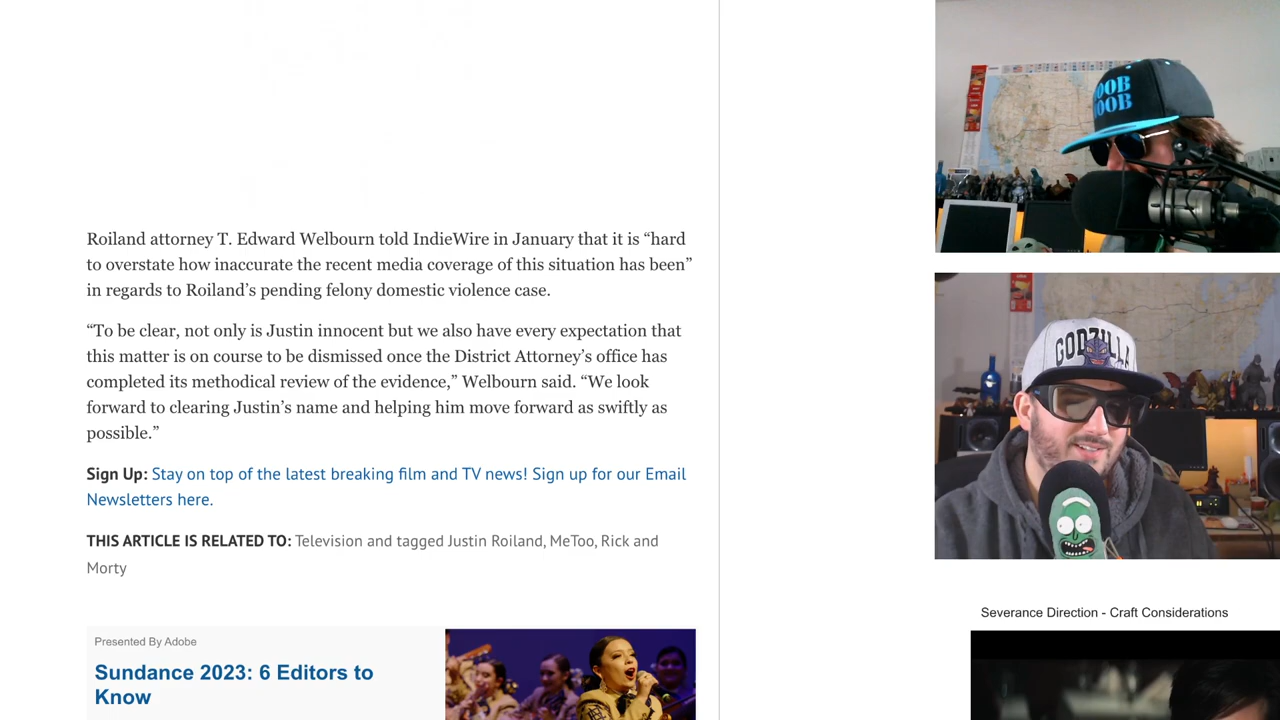 Roiland attorney T. Edward Welbourn told IndieWire in January that it is “hard
to overstate how inaccurate the recent media coverage of this situation has been”
in regards to Roiland’s pending felony domestic violence case.
“To be clear, not only is Justin innocent but we also have every expectation that
this matter is on course to be dismissed once the District Attorney’s office has
completed its methodical review of the evidence,” Welbourn said. “We look
forward to clearing Justin’s name and helping him move forward as swiftly as
possible.”
Sign Up: Stay on top of the latest breaking film and TV news! Sign up for our Email
Newsletters here.
THIS ARTICLE IS RELATED TO: Television and tagged Justin Roiland, MeToo, Rick and
Morty
Presented By Adobe
Sundance 2023: 6 Editors to
Know
GODZILLA
Severance Direction - Craft Considerations